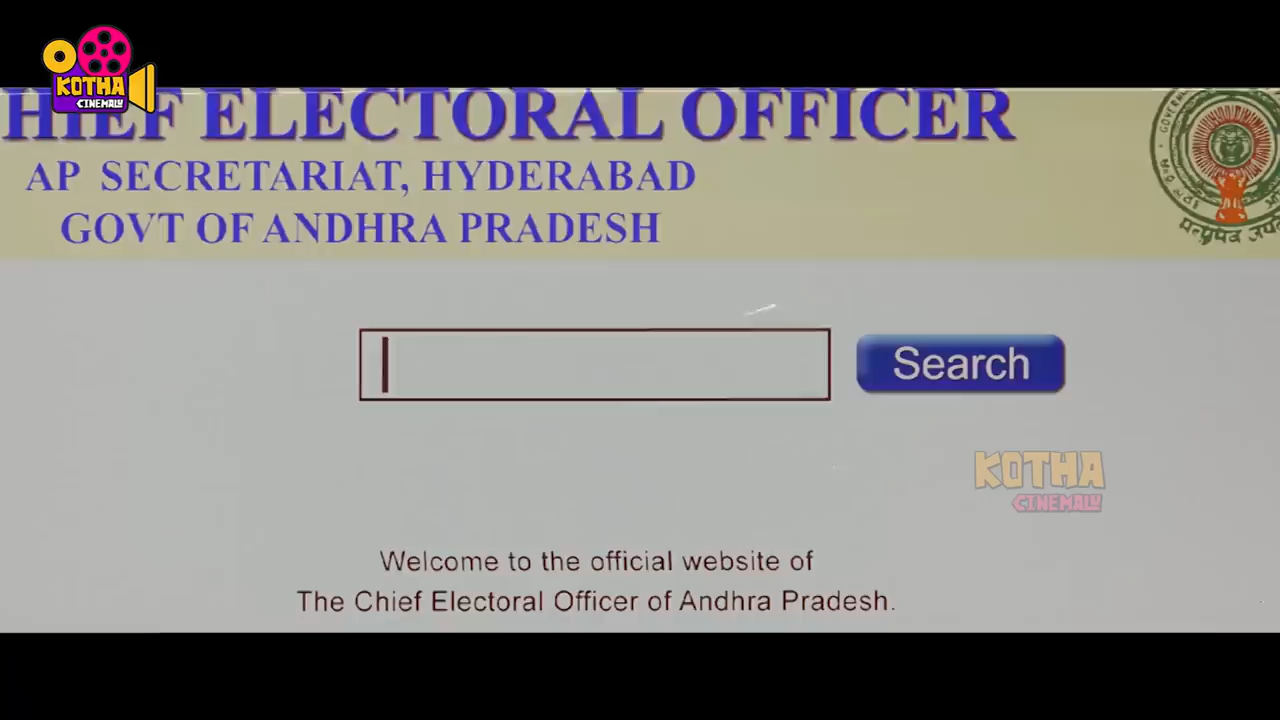 KOTHA
CINEMALU
HIEF ELECTORAL OFFICER
AP SECRETARIAT, HYDERABAD
GOVT OF ANDHRA PRADESH
Search
KOTHA
CINEMALU
Welcome to the official website of
The Chief Electoral Officer of Andhra Pradesh.